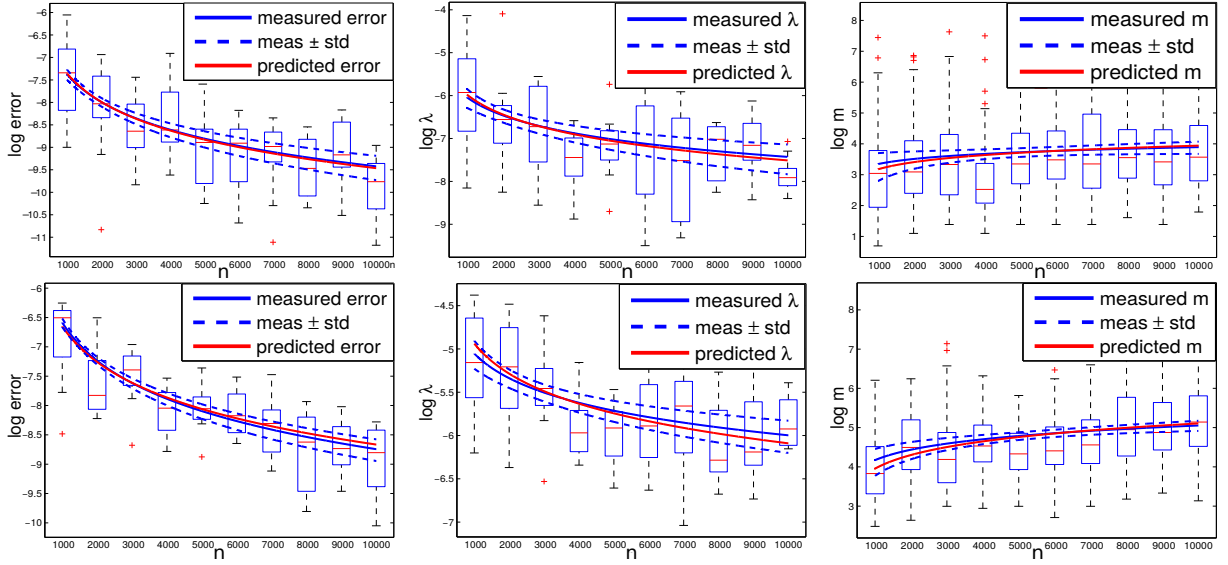 −6
−6.5
−7
−7.5
−8
−8.5
−9
−9.5
−10
−10.5
−11
log error
measured error
meas ± std
predicted error
1000 2000 3000 4000 5000 6000 7000 8000 9000 10000n
n
−4
−5
−6
−7
−8
−9
log λ
measured λ
meas ± std
predicted λ
1000 2000 3000 4000 5000 6000 7000 8000 9000 10000
n
8
7
6
5
4
3
2
1
log m
measured m
meas ± std
predicted m
1000 2000 3000 4000 5000 6000 7000 8000 9000 10000
n
−6
−6.5
−7
−7.5
−8
−8.5
−9
−9.5
−10
log error
measured error
meas ± std
predicted error
1000 2000 3000 4000 5000 6000 7000 8000 9000 10000
n
−4.5
−5
−5.5
−6
−6.5
−7
log λ
measured λ
meas ± std
predicted λ
1000 2000 3000 4000 5000 6000 7000 8000 9000 10000
n
8
7
6
5
4
3
log m
measured m
meas ± std
predicted m
1000 2000 3000 4000 5000 6000 7000 8000 9000 10000
n